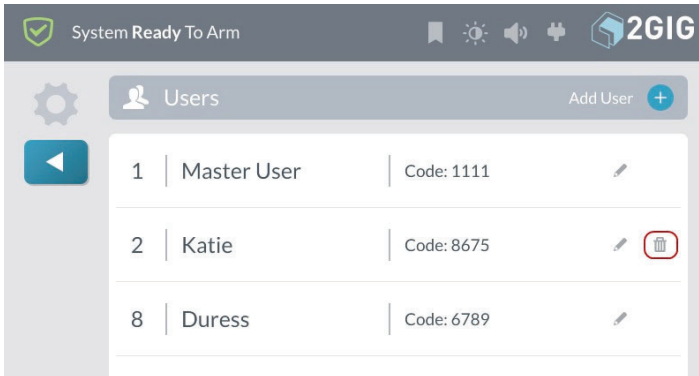 System Ready To Arm
2GIG
Users
Add User
1 Master User Code: 1111
2 Katie Code: 8675
8 Duress Code: 6789